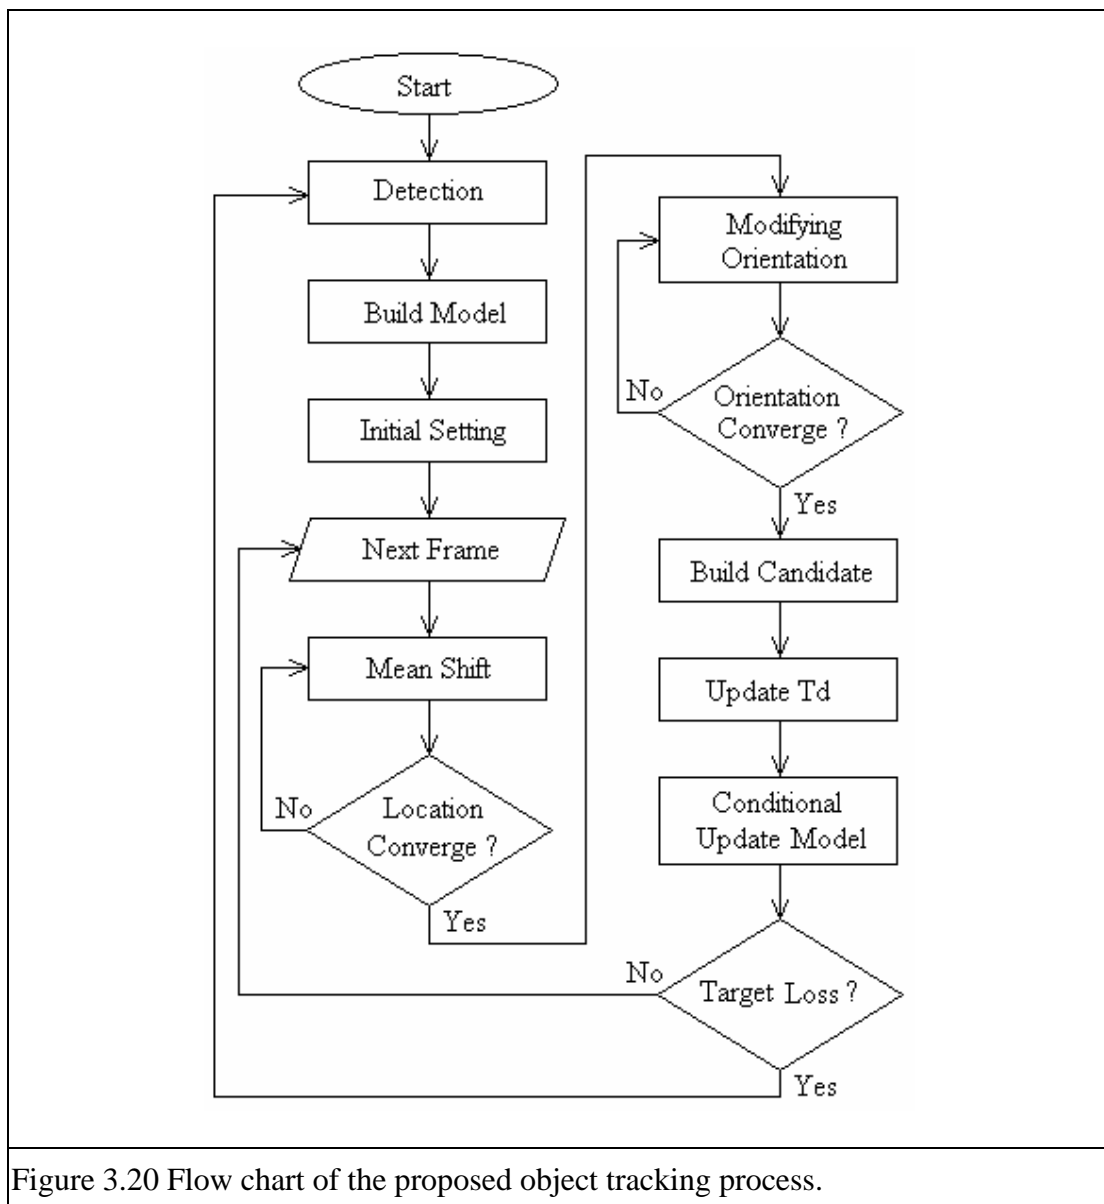 Start
Detection
Build Model
Initial Setting
Next Frame
Mean Shift
No
Location
Converge ?
Yes
Modifying
Orientation
No
Orientation
Converge ?
Yes
Build Candidate
Update Td
Conditional
Update Model
No
Target Loss ?
Yes
Figure 3.20 Flow chart of the proposed object tracking process.